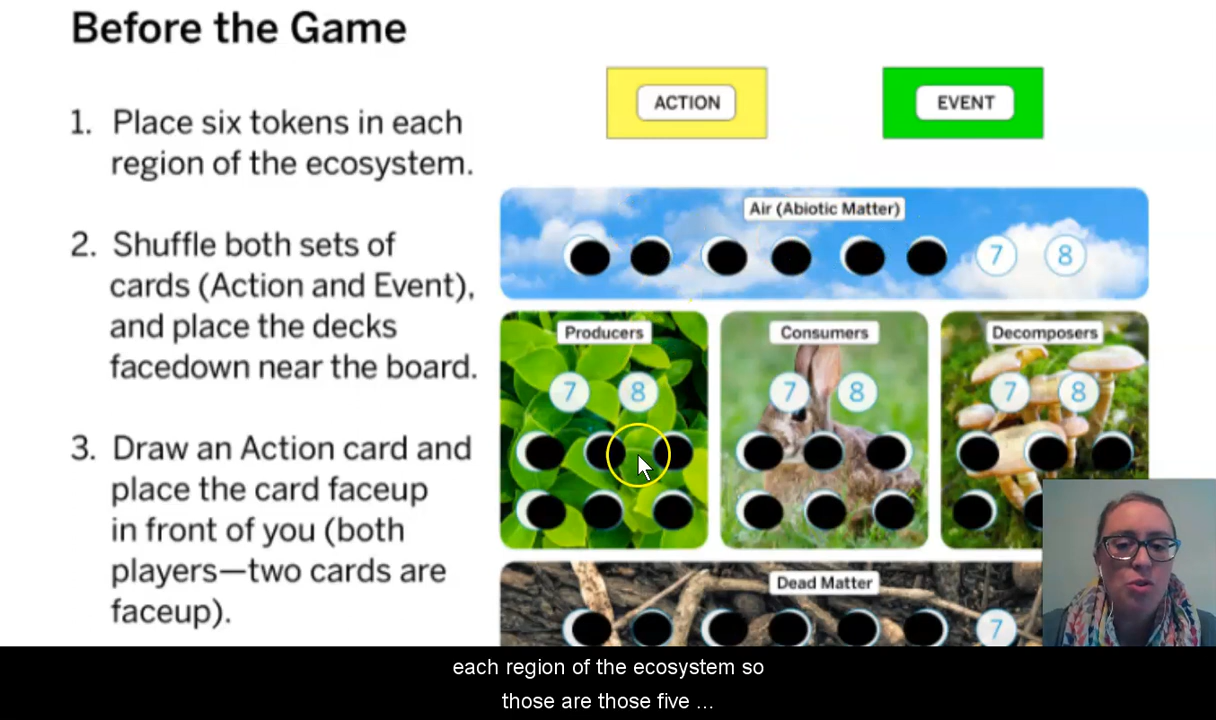 Before the Game
1. Place six tokens in each
region of the ecosystem.
2. Shuffle both sets of
cards (Action and Event),
and place the decks
facedown near the board.
3. Draw an Action card and
place the card faceup
in front of you (both
players—two cards are
faceup).
ACTION
EVENT
Air (Abiotic Matter)
7 8
Producers
7 8
Consumers
7 8
Decomposers
7 8
Dead Matter
7
each region of the ecosystem so
those are those five ...